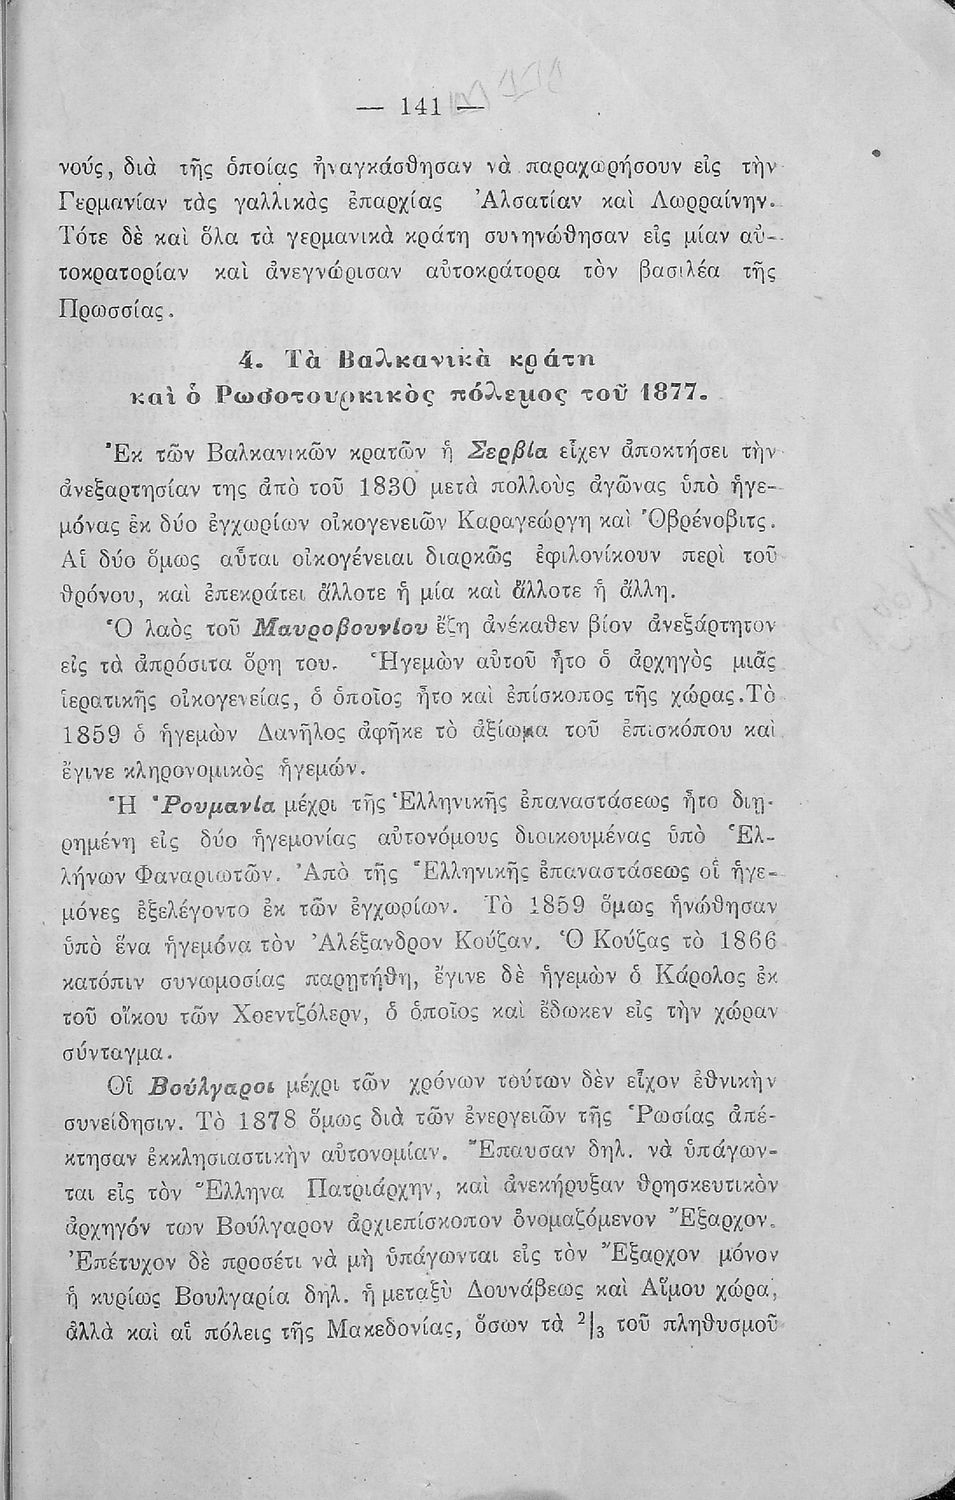 — 141 —
νούς, διὰ τῆς ὁποίας ἠναγκάσθησαν νὰ παραχωρήσουν εἰς τὴν
Γερμανίαν τὰς γαλλικὰς ἐπαρχίας Ἀλσατίαν καὶ Λωρραίνην.
Τότε δὲ καὶ ὅλα τὰ γερμανικὰ κράτη συνηνώθησαν εἰς μίαν αὐ-
τοκρατορίαν καὶ ἀνεγνώρισαν αὐτοκράτορα τὸν βασιλέα τῆς
Πρωσσίας.
4. Τὰ Βαλκανικὰ κράτη
καὶ ὁ Ρωσοτουρκικὸς πόλεμος τοῦ 1877.
Ἐκ τῶν Βαλκανικῶν κρατῶν ἡ Σερβία εἶχεν ἀποκτήσει τὴν
ἀνεξαρτησίαν της ἀπὸ τοῦ 1830 μετὰ πολλοὺς ἀγῶνας ὑπὸ ἡγε-
μόνας ἐκ δύο ἐγχωρίων οἰκογενειῶν Καραγεώργη καὶ Ὀβρένοβιτς.
Αἱ δύο ὅμως αὗται οἰκογένειαι διαρκῶς ἐφιλονίκουν περὶ τοῦ
θρόνου, καὶ ἐπεκράτει ἄλλοτε ἡ μία καὶ ἄλλοτε ἡ ἄλλη.
Ὁ λαὸς τοῦ Μαυροβουνίου ἔζη ἀνέκαθεν βίον ἀνεξάρτητον
εἰς τὰ ἀπρόσιτα ὄρη του. Ἡγεμὼν αὐτοῦ ἦτο ὁ ἀρχηγὸς μιᾶς
ἱερατικῆς οἰκογενείας, ὁ ὁποῖος ἦτο καὶ ἐπίσκοπος τῆς χώρας. Τὸ
1859 ὁ ἡγεμὼν Δανῆλος ἀφῆκε τὸ ἀξίωμα τοῦ ἐπισκόπου καὶ
ἔγινε κληρονομικὸς ἡγεμών.
Ἡ Ῥουμανία μέχρι τῆς Ἑλληνικῆς ἐπαναστάσεως ἦτο διῃ-
ρημένη εἰς δύο ἡγεμονίας αὐτονόμους διοικουμένας ὑπὸ Ἑλ-
λήνων Φαναριωτῶν. Ἀπὸ τῆς Ἑλληνικῆς ἐπαναστάσεως οἱ ἡγε-
μόνες ἐξελέγοντο ἐκ τῶν ἐγχωρίων. Τὸ 1859 ὅμως ἡνώθησαν
ὑπὸ ἕνα ἡγεμόνα τὸν Ἀλέξανδρον Κούζαν. Ὁ Κούζας τὸ 1866
κατόπιν συνωμοσίας παρῃτήθη, ἔγινε δὲ ἡγεμὼν ὁ Κάρολος ἐκ
τοῦ οἴκου τῶν Χοεντζόλερν, ὁ ὁποῖος καὶ ἔδωκεν εἰς τὴν χώραν
σύνταγμα.
Οἱ Βούλγαροι μέχρι τῶν χρόνων τούτων δὲν εἶχον ἐθνικὴν
συνείδησιν. Τὸ 1878 ὅμως διὰ τῶν ἐνεργειῶν τῆς Ῥωσίας ἀπέ-
κτησαν ἐκκλησιαστικὴν αὐτονομίαν. Ἔπαυσαν δηλ. νὰ ὑπάγων-
ται εἰς τὸν Ἕλληνα Πατριάρχην, καὶ ἀνεκήρυξαν θρησκευτικὸν
ἀρχηγόν των Βούλγαρον ἀρχιεπίσκοπον ὀνομαζόμενον Ἔξαρχον.
Ἐπέτυχον δὲ προσέτι νὰ μὴ ὑπάγωνται εἰς τὸν Ἔξαρχον μόνον
ἡ κυρίως Βουλγαρία δηλ. ἡ μεταξὺ Δουνάβεως καὶ Αἵμου χώρα,
ἀλλὰ καὶ αἱ πόλεις τῆς Μακεδονίας, ὅσων τὰ 2/3 τοῦ πληθυσμοῦ